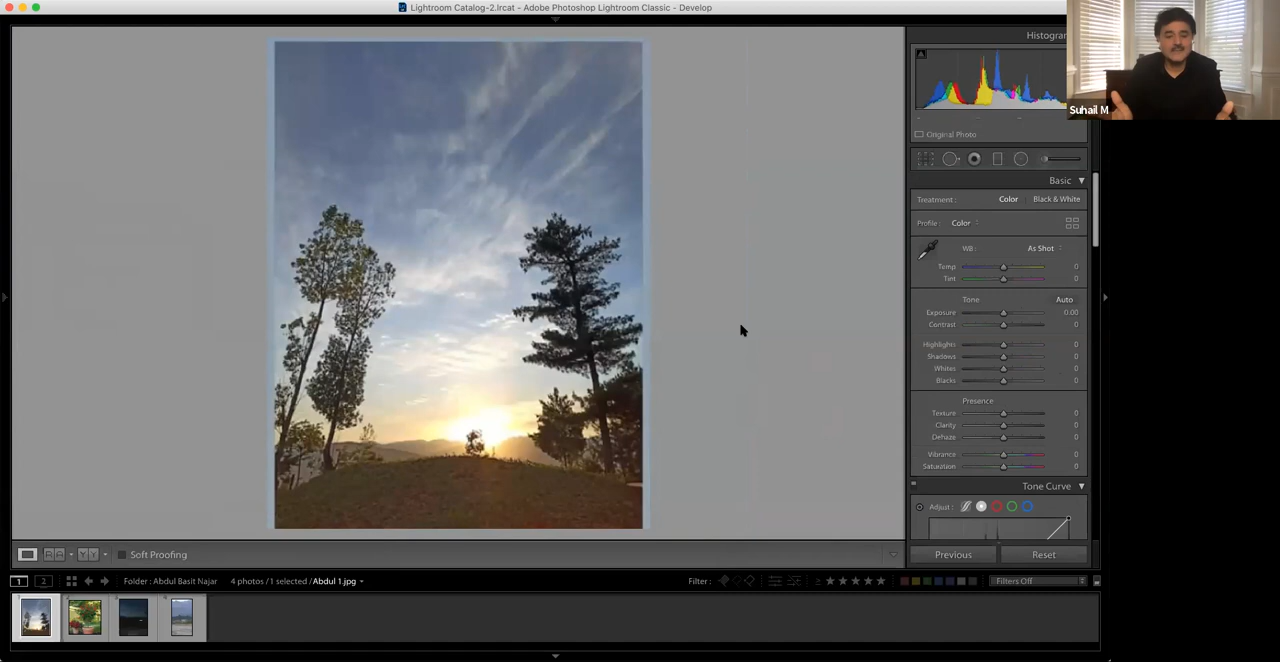 Lightroom Catalog-2.lrcat - Adobe Photoshop Lightroom Classic - Develop
Histogram
Suhail M
Original Photo
Basic
Treatment : Color Black & White
Profile : Color
WB: As Shot
Temp 0
Tint 0
Tone Auto
Exposure 0.00
Contrast 0
Highlights 0
Shadows 0
Whites 0
Blacks 0
Presence
Texture 0
Clarity 0
Dehaze 0
Vibrance 0
Saturation 0
Tone Curve
Adjust :
Previous Reset
Soft Proofing
1 2 Folder : Abdul Basit Najar 4 photos / 1 selected / Abdul 1.jpg Filter : Filters Off